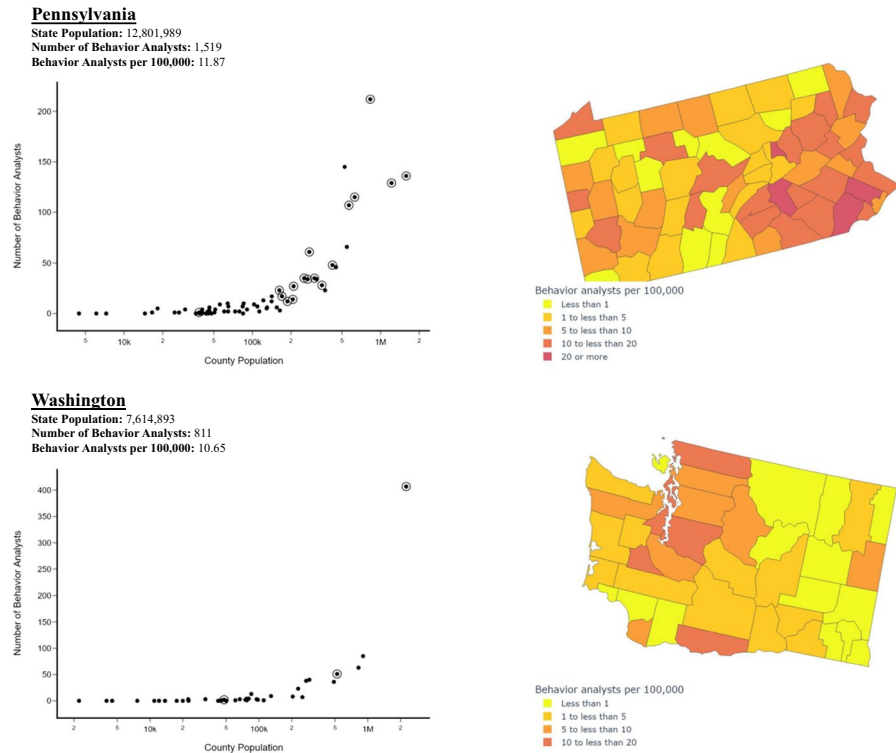 Pennsylvania
State Population: 12,801,989
Number of Behavior Analysts: 1,519
Behavior Analysts per 100,000: 11.87
200
150
100
50
0
Number of Behavior Analysts
5 10k 2 5 100k 2 5 1M 2
County Population
Behavior analysts per 100,000
Less than 1
1 to less than 5
5 to less than 10
10 to less than 20
20 or more
Washington
State Population: 7,614,893
Number of Behavior Analysts: 811
Behavior Analysts per 100,000: 10.65
400
350
300
250
200
150
100
50
0
Number of Behavior Analysts
2 5 10k 2 5 100k 2 5 1M 2
County Population
Behavior analysts per 100,000
Less than 1
1 to less than 5
5 to less than 10
10 to less than 20